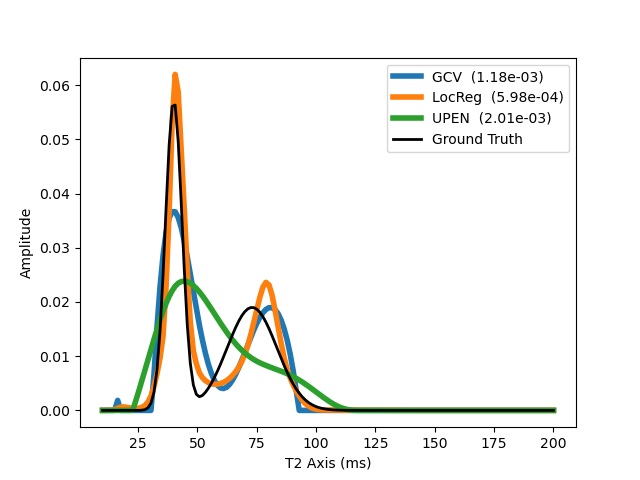 GCV (1.18e-03)
LocReg (5.98e-04)
UPEN (2.01e-03)
Ground Truth
0.06
0.05
0.04
0.03
0.02
0.01
0.00
Amplitude
25 50 75 100 125 150 175 200
T2 Axis (ms)